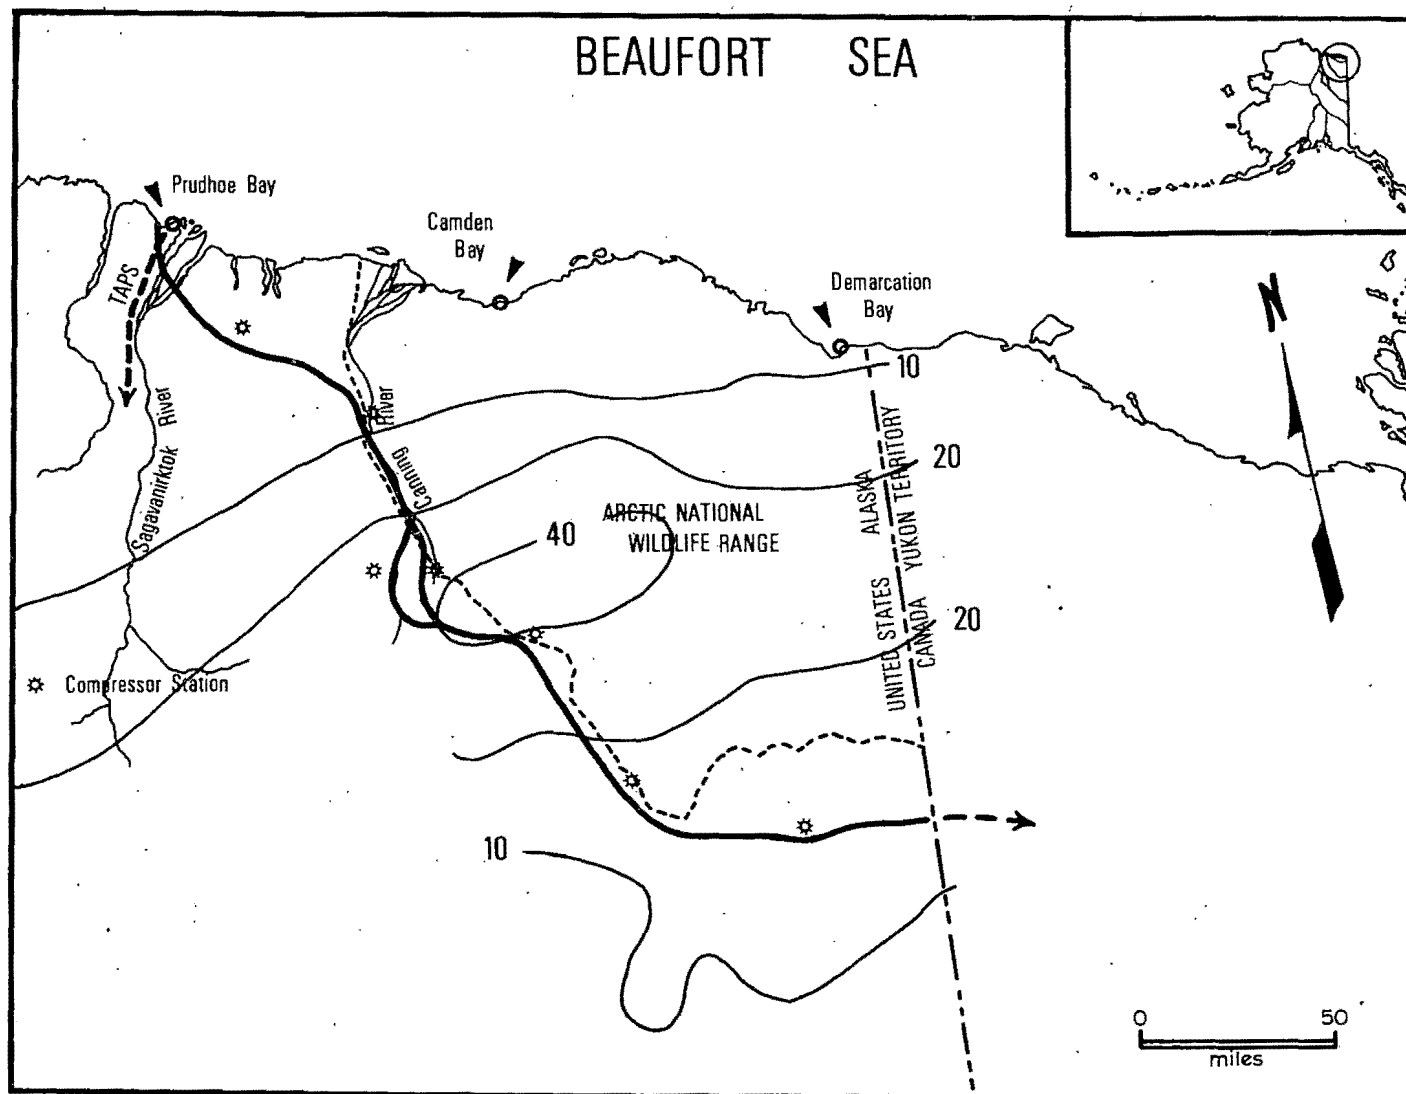 BEAUFORT SEA
Prudhoe Bay
Camden
Bay
Demarcation
Bay
N
TAPS
Sagavanirktok River
Canning River
10
20
40
ARCTIC NATIONAL
WILDLIFE RANGE
UNITED STATES ALASKA
CANADA YUKON TERRITORY
20
Compressor Station
10
0 50
miles